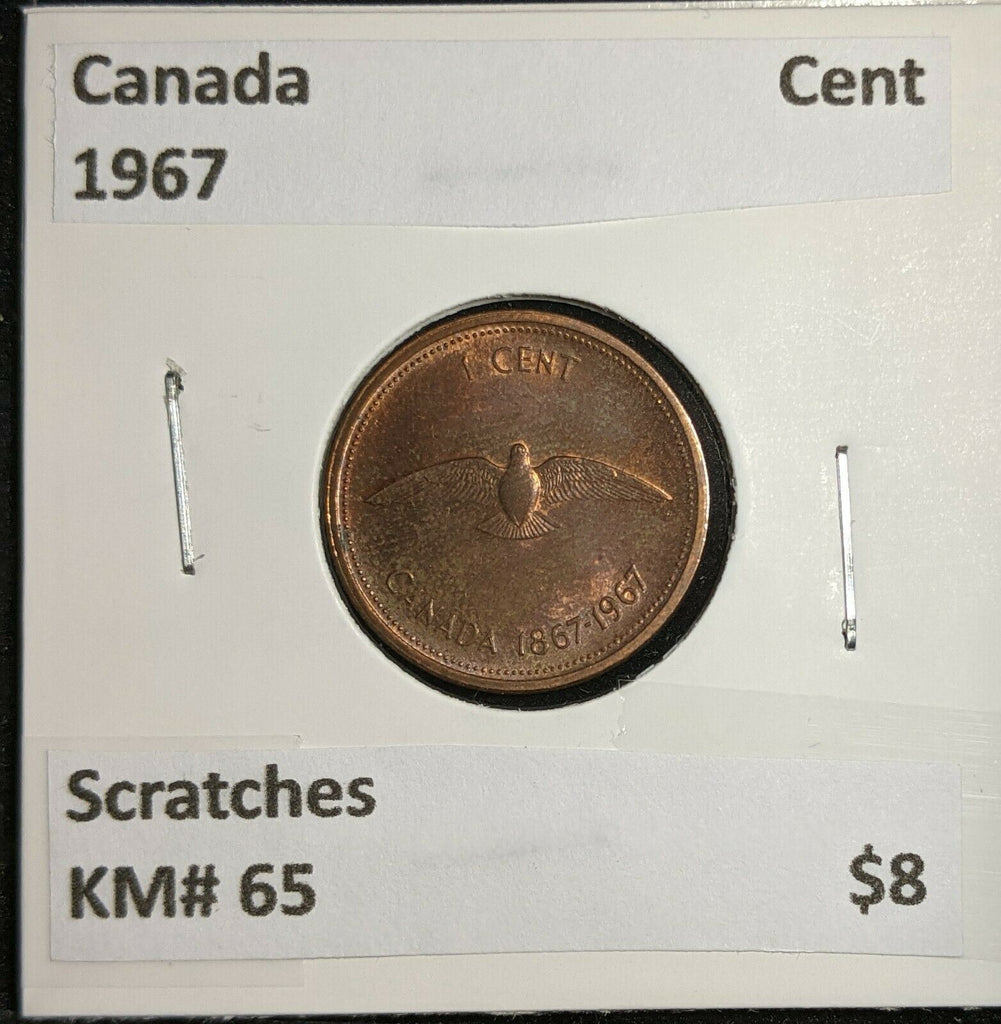 Canada Cent
1967
1 CENT
CANADA 1867-1967
Scratches
KM# 65 $8